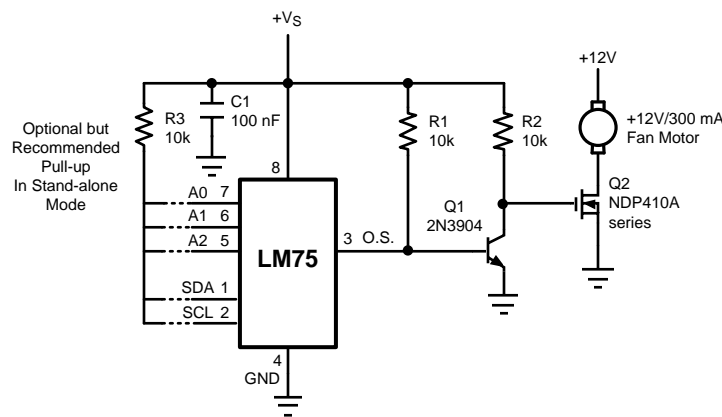 +VS
+12V
R3
10k
C1
100 nF
R1
10k
R2
10k
+12V/300 mA
Fan Motor
Optional but
Recommended
Pull-up
In Stand-alone
Mode
8
Q1
2N3904
Q2
NDP410A
series
A0 7
A1 6
A2 5
LM75
3 O.S.
SDA 1
SCL 2
4
GND